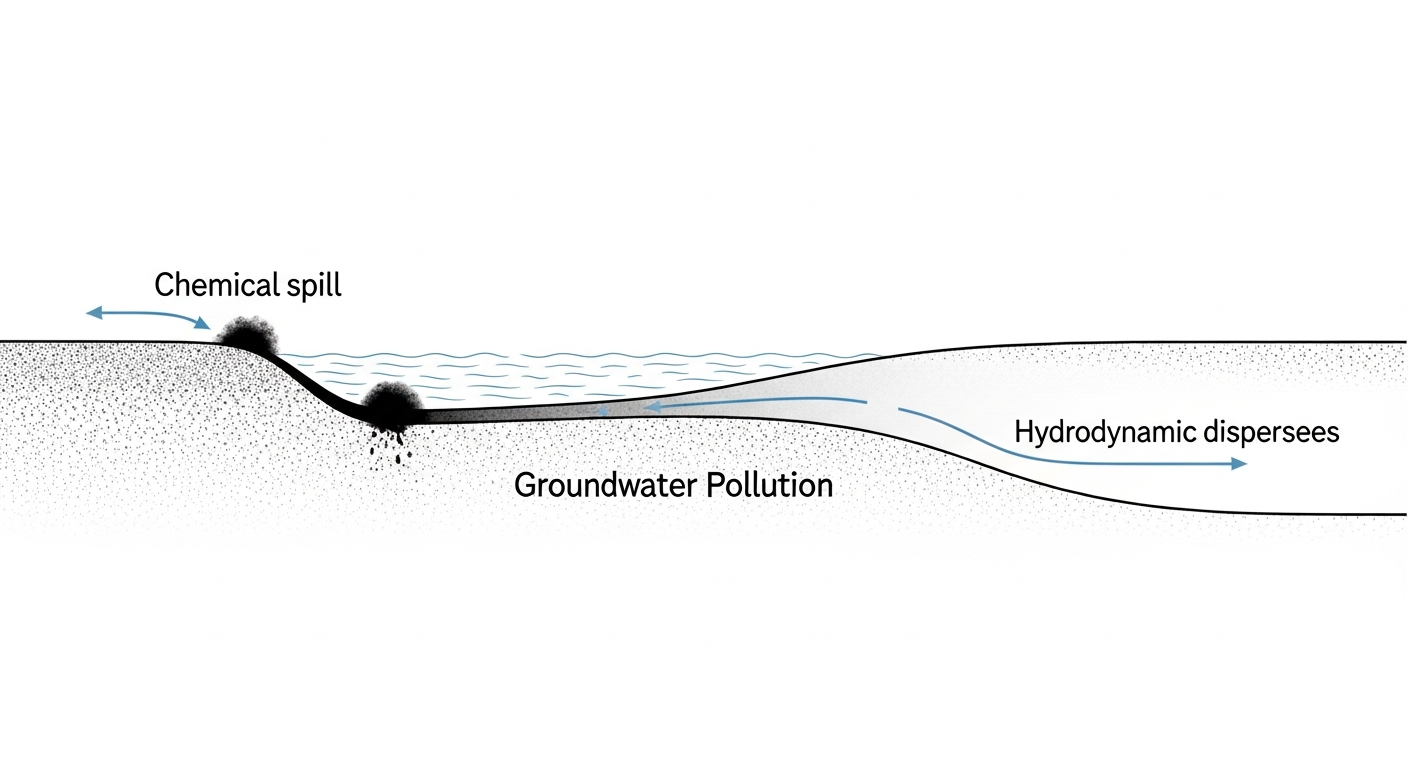 Chemical spill
Hydrodynamic dispersees
Groundwater Pollution